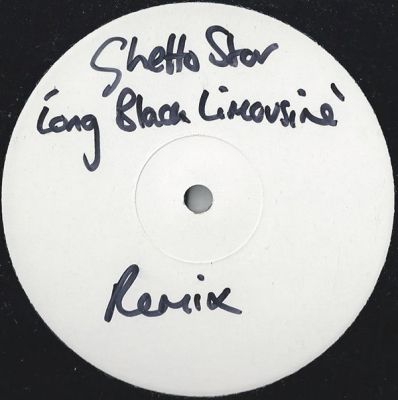 Ghetto Star
'Long Black Limousine'
Remix